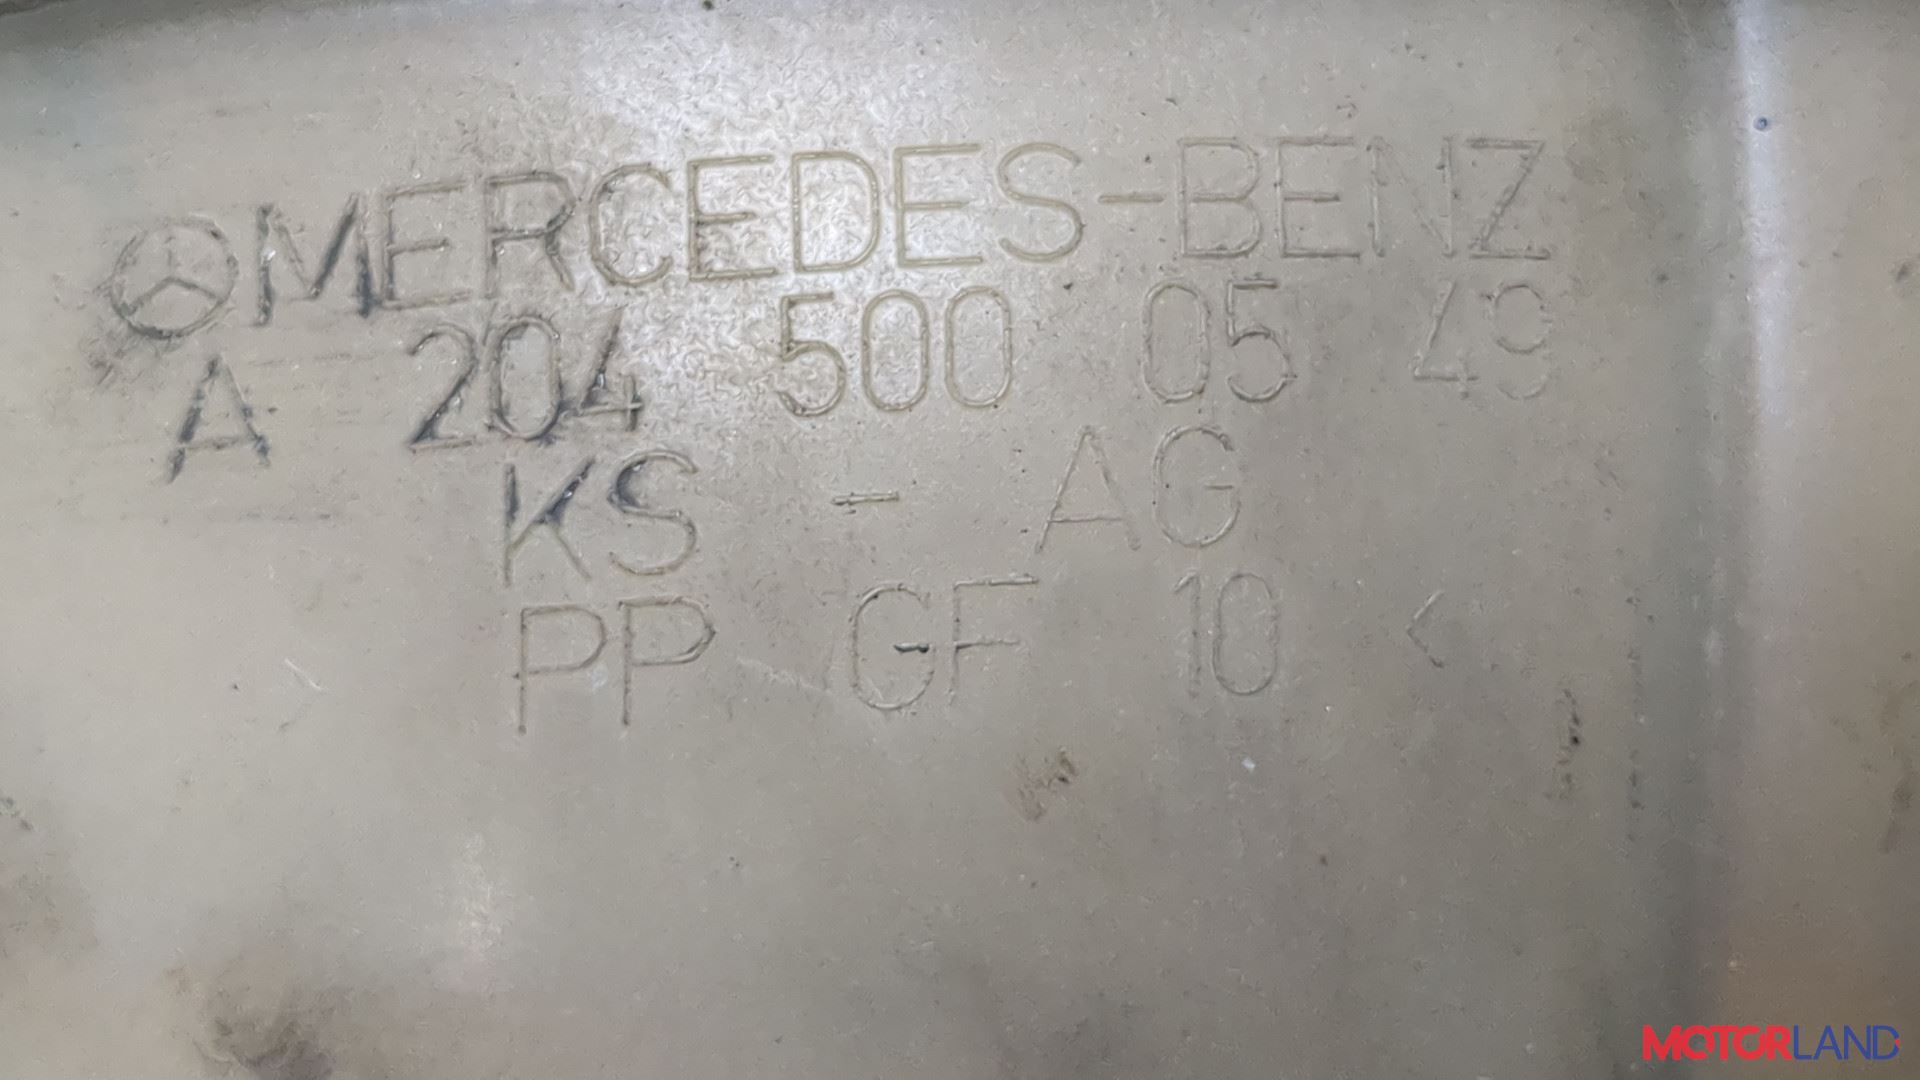 MERCEDES-BENZ
A 204 500 05 49
KS - AG
> PP GF 10 <
MOTORLAND